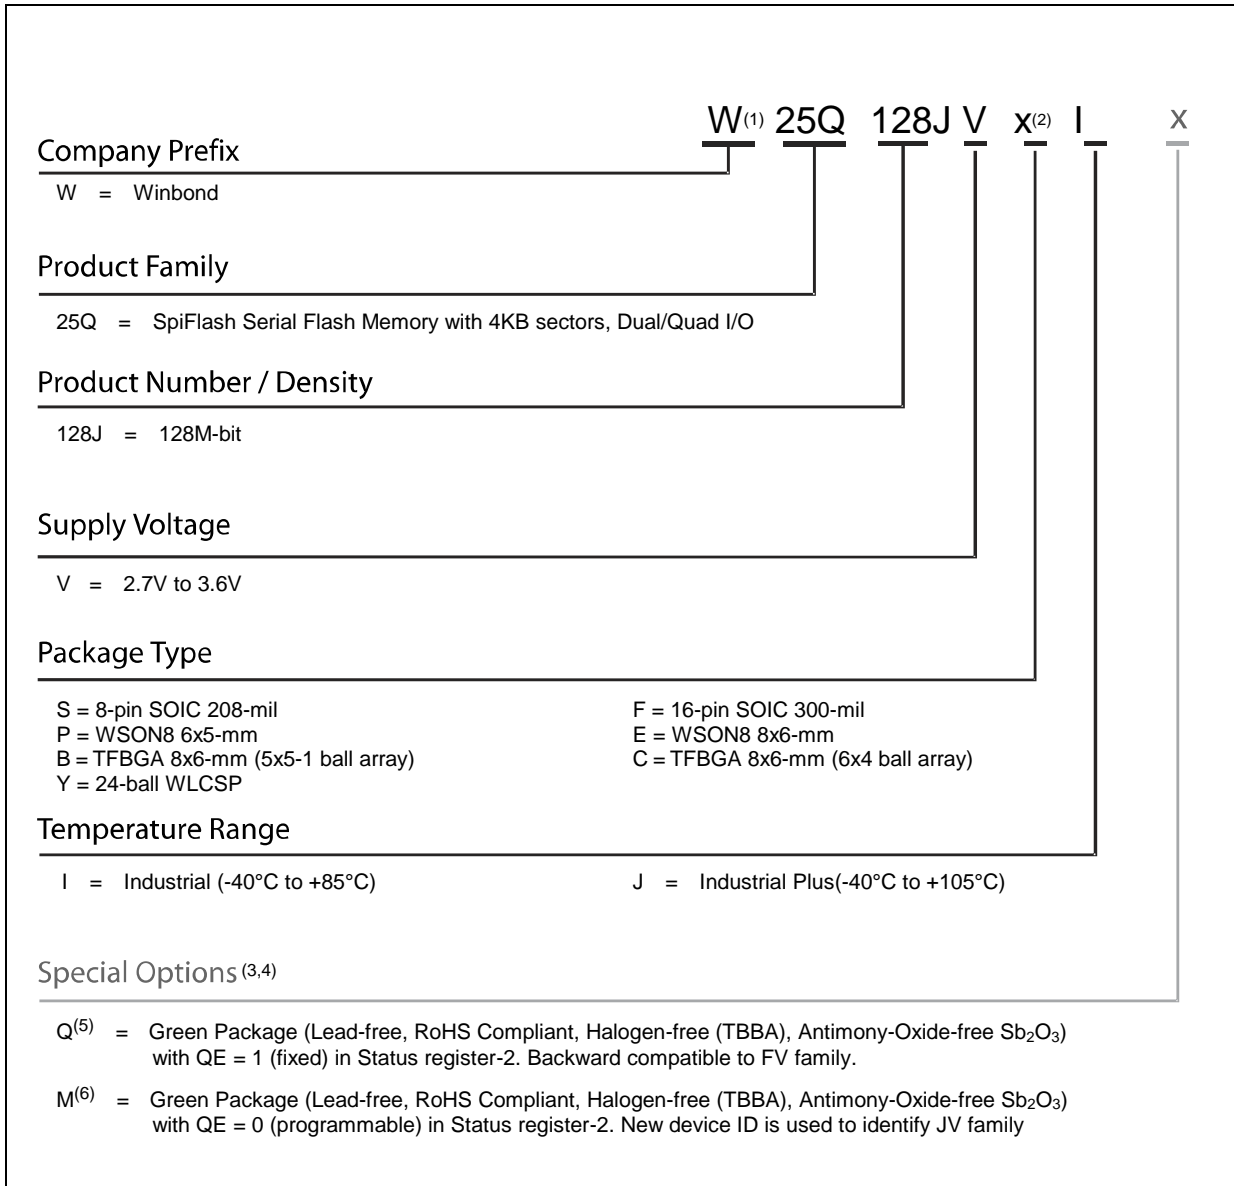 W(1) 25Q 128J V x(2) I x
Company Prefix
W = Winbond
Product Family
25Q = SpiFlash Serial Flash Memory with 4KB sectors, Dual/Quad I/O
Product Number / Density
128J = 128M-bit
Supply Voltage
V = 2.7V to 3.6V
Package Type
S = 8-pin SOIC 208-mil F = 16-pin SOIC 300-mil
P = WSON8 6x5-mm E = WSON8 8x6-mm
B = TFBGA 8x6-mm (5x5-1 ball array) C = TFBGA 8x6-mm (6x4 ball array)
Y = 24-ball WLCSP
Temperature Range
I = Industrial (-40°C to +85°C) J = Industrial Plus(-40°C to +105°C)
Special Options (3,4)
Q(5) = Green Package (Lead-free, RoHS Compliant, Halogen-free (TBBA), Antimony-Oxide-free Sb2O3)
with QE = 1 (fixed) in Status register-2. Backward compatible to FV family.
M(6) = Green Package (Lead-free, RoHS Compliant, Halogen-free (TBBA), Antimony-Oxide-free Sb2O3)
with QE = 0 (programmable) in Status register-2. New device ID is used to identify JV family